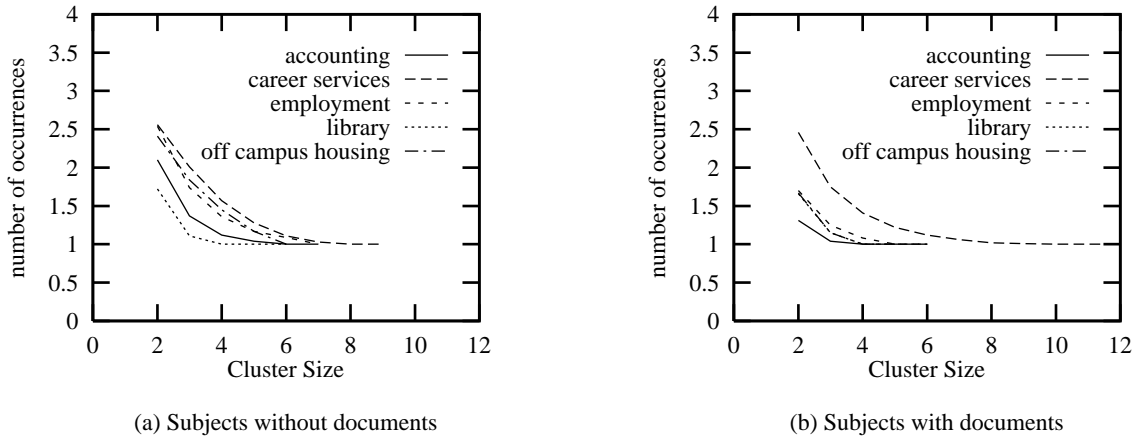 4
3.5
3
2.5
2
1.5
1
0.5
0
number of occurrences
accounting
career services
employment
library
off campus housing
0 2 4 6 8 10 12
Cluster Size
(a) Subjects without documents
4
3.5
3
2.5
2
1.5
1
0.5
0
number of occurrences
accounting
career services
employment
library
off campus housing
0 2 4 6 8 10 12
Cluster Size
(b) Subjects with documents